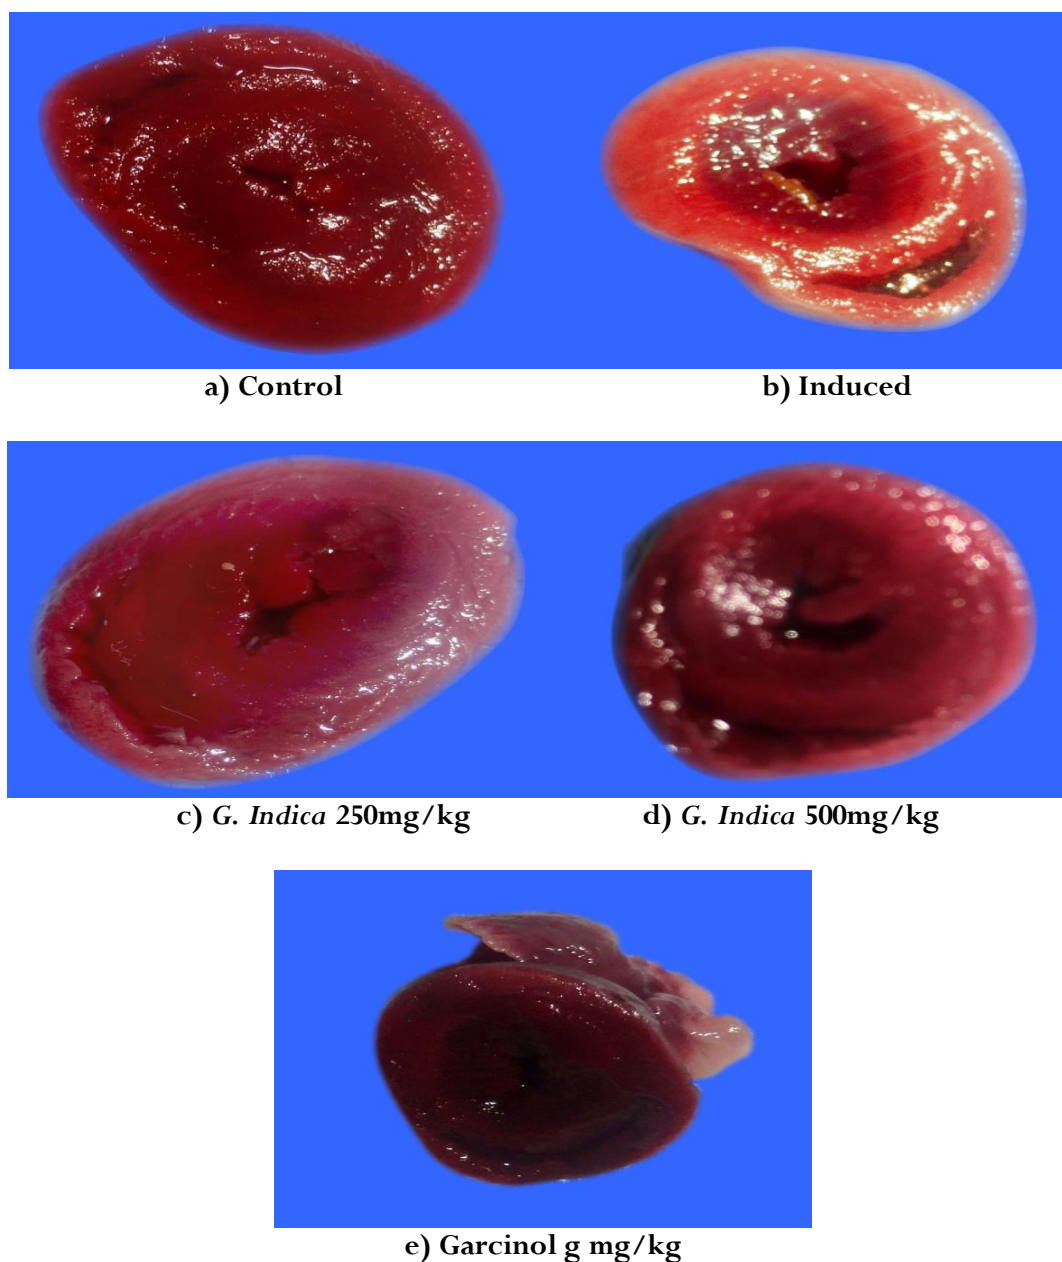 a) Control
b) Induced
c) G. Indica 250mg/kg
d) G. Indica 500mg/kg
e) Garcinol g mg/kg